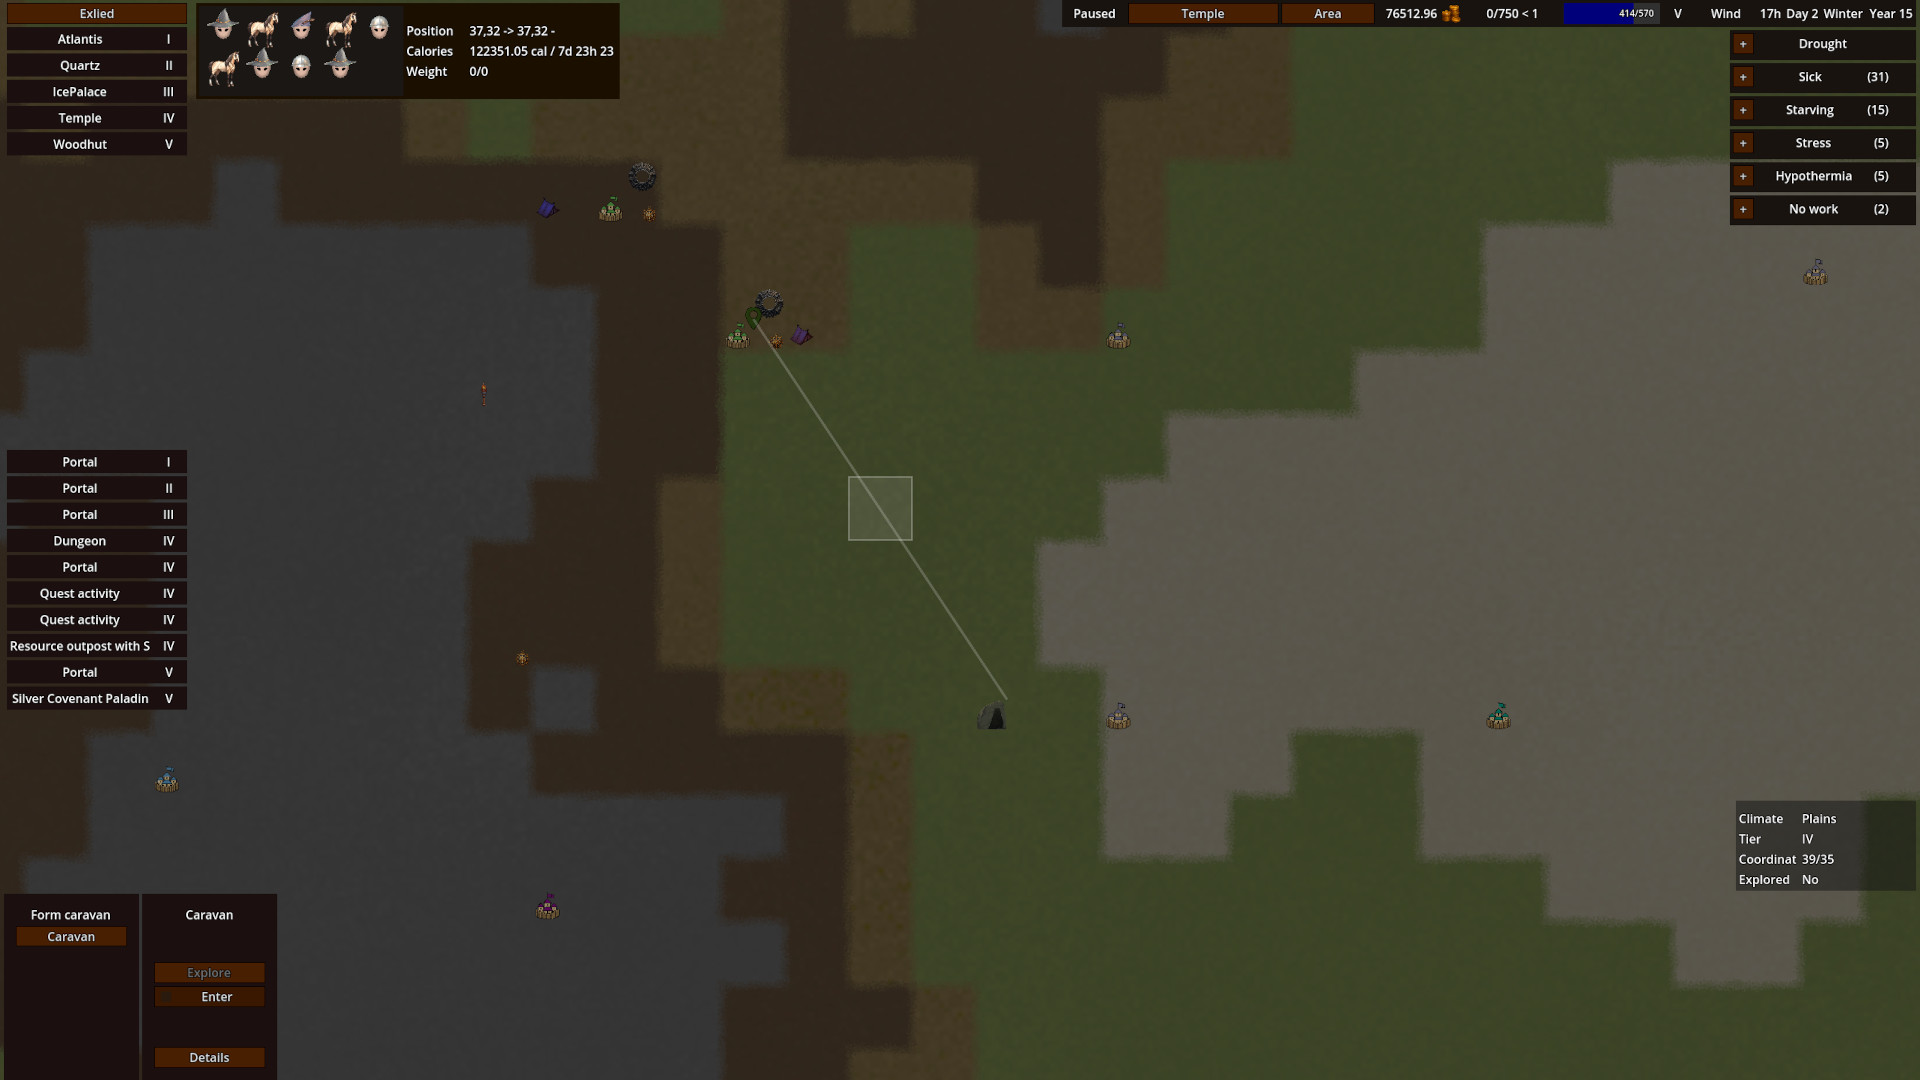 Exlied
Atlantis I
Quartz II
IcePalace III
Temple IV
Woodhut V
Position 37,32 -> 37,32 -
Calories 122351.05 cal / 7d 23h 23
Weight 0/0
Paused Temple Area 76512.96 0/750 < 1 414/570 V Wind 17h Day 2 Winter Year 15
+ Drought
+ Sick (31)
+ Starving (15)
+ Stress (5)
+ Hypothermia (5)
+ No work (2)
Portal I
Portal II
Portal III
Dungeon IV
Portal IV
Quest activity IV
Quest activity IV
Resource outpost with S IV
Portal V
Silver Covenant Paladin V
Climate Plains
Tier IV
Coordinat 39/35
Explored No
Form caravan
Caravan
Caravan
Explore
Enter
Details